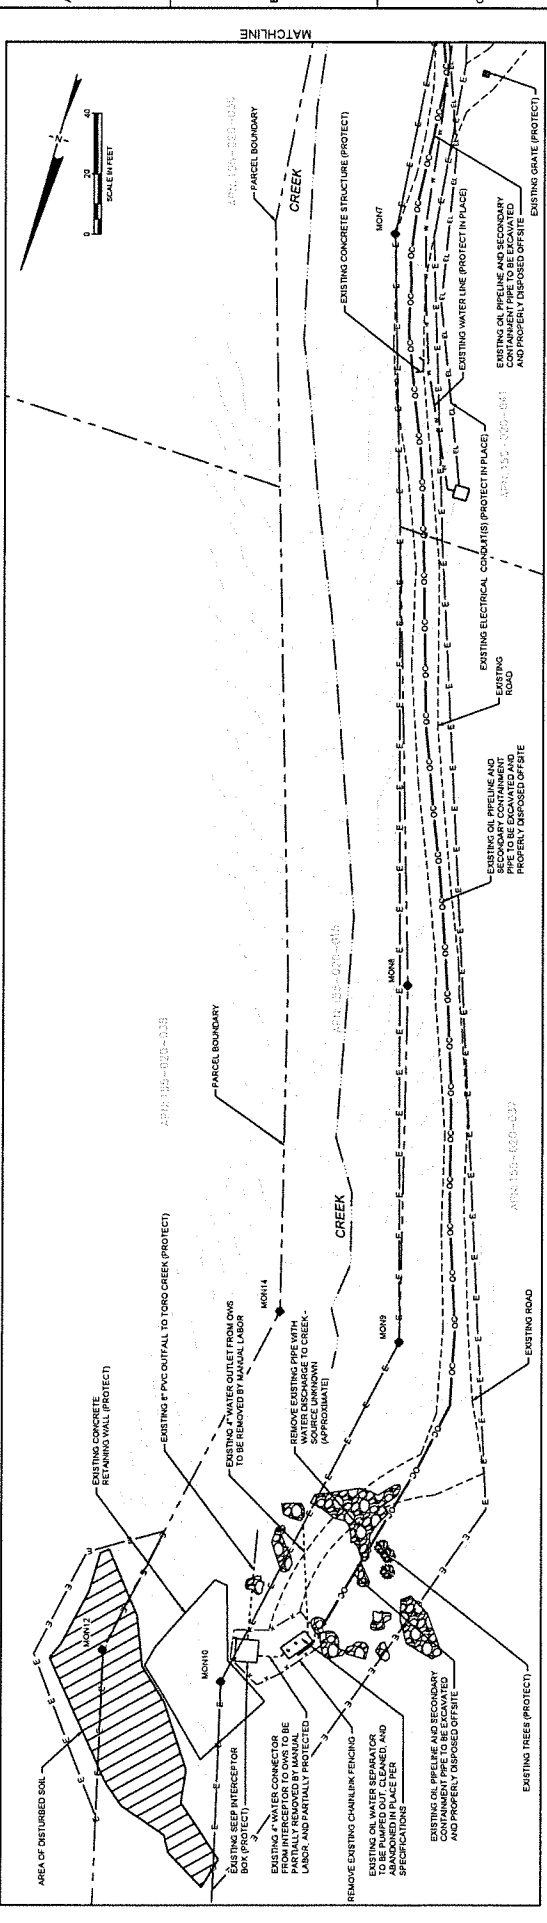 MATCHLINE
N
0 20 40
SCALE IN FEET
PARCEL BOUNDARY
CREEK
EXISTING CONCRETE STRUCTURE (PROTECT)
MON7
EXISTING WATER LINE (PROTECT IN PLACE)
EXISTING OIL PIPELINE AND SECONDARY
CONTAINMENT PIPE TO BE EXCAVATED
AND PROPERLY DISPOSED OFFSITE
EXISTING GRATE (PROTECT)
EXISTING ELECTRICAL CONDUIT(S) (PROTECT IN PLACE)
EXISTING
ROAD
EXISTING OIL PIPELINE AND
SECONDARY CONTAINMENT
PIPE TO BE EXCAVATED AND
PROPERLY DISPOSED OFFSITE
MON8
PARCEL BOUNDARY
CREEK
MON14
MON9
EXISTING ROAD
EXISTING 6" PVC OUTFALL TO TORO CREEK (PROTECT)
EXISTING 4" WATER OUTLET FROM OWS
TO BE REMOVED BY MANUAL LABOR
REMOVE EXISTING PIPE WITH
WATER DISCHARGE TO CREEK -
SOURCE UNKNOWN
(APPROXIMATE)
EXISTING CONCRETE
RETAINING WALL (PROTECT)
MON12
MON10
AREA OF DISTURBED SOIL
EXISTING SEEP INTERCEPTOR
BOX (PROTECT)
EXISTING 4" WATER CONNECTOR
FROM INTERCEPTOR TO OWS TO BE
PARTIALLY REMOVED BY MANUAL
LABOR, AND PARTIALLY PROTECTED
REMOVE EXISTING CHAINLINK FENCING
EXISTING OIL WATER SEPARATOR
TO BE PUMPED OUT, CLEANED, AND
ABANDONED IN PLACE PER
SPECIFICATIONS
EXISTING OIL PIPELINE AND SECONDARY
CONTAINMENT PIPE TO BE EXCAVATED
AND PROPERLY DISPOSED OFFSITE
EXISTING TREES (PROTECT)